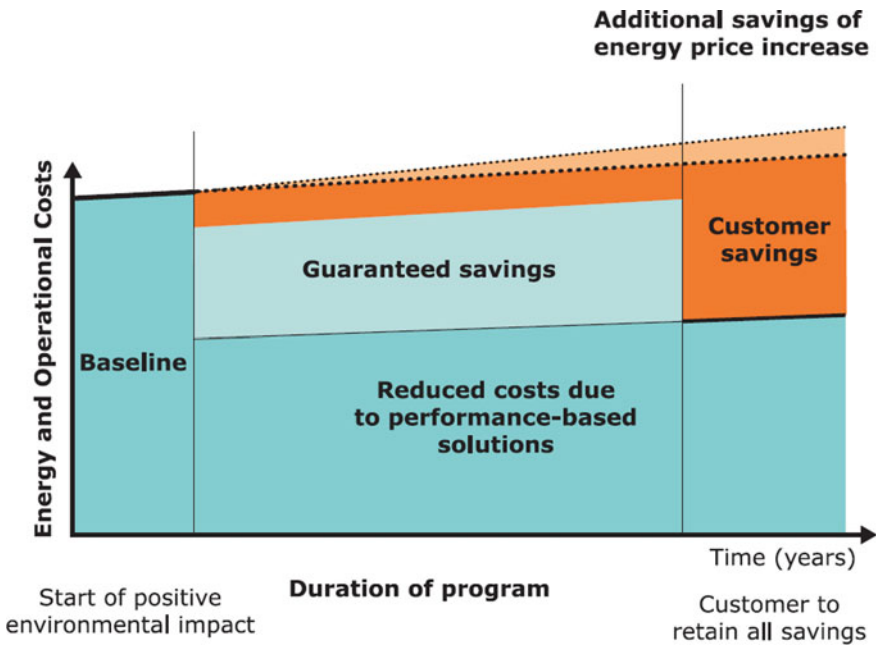 Additional savings of
energy price increase
Energy and Operational Costs
Customer
savings
Guaranteed savings
Baseline
Reduced costs due
to performance-based
solutions
Time (years)
Duration of program
Start of positive
environmental impact
Customer to
retain all savings